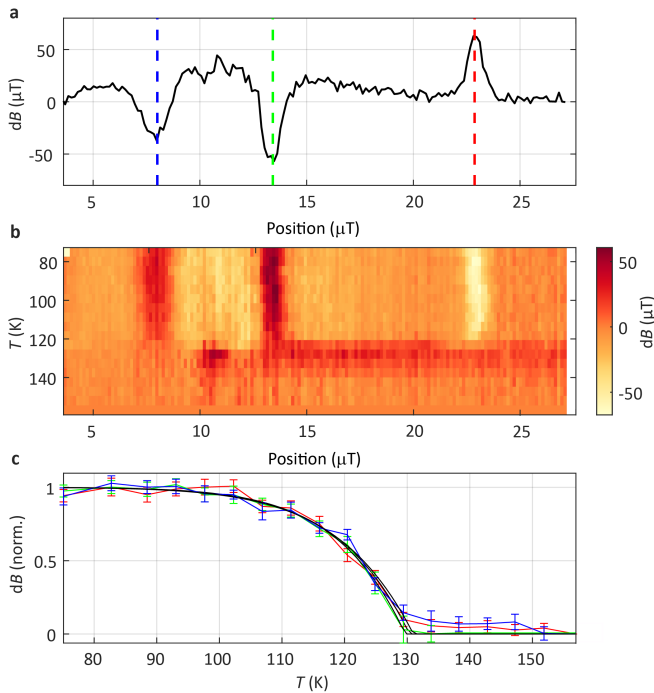 a
50
0
-50
dB (µT)
5 10 15 20 25
Position (µT)
b
80
100
120
140
T (K)
5 10 15 20 25
Position (µT)
50
0
-50
dB (µT)
c
1
0.5
0
dB (norm.)
80 90 100 110 120 130 140 150
T (K)